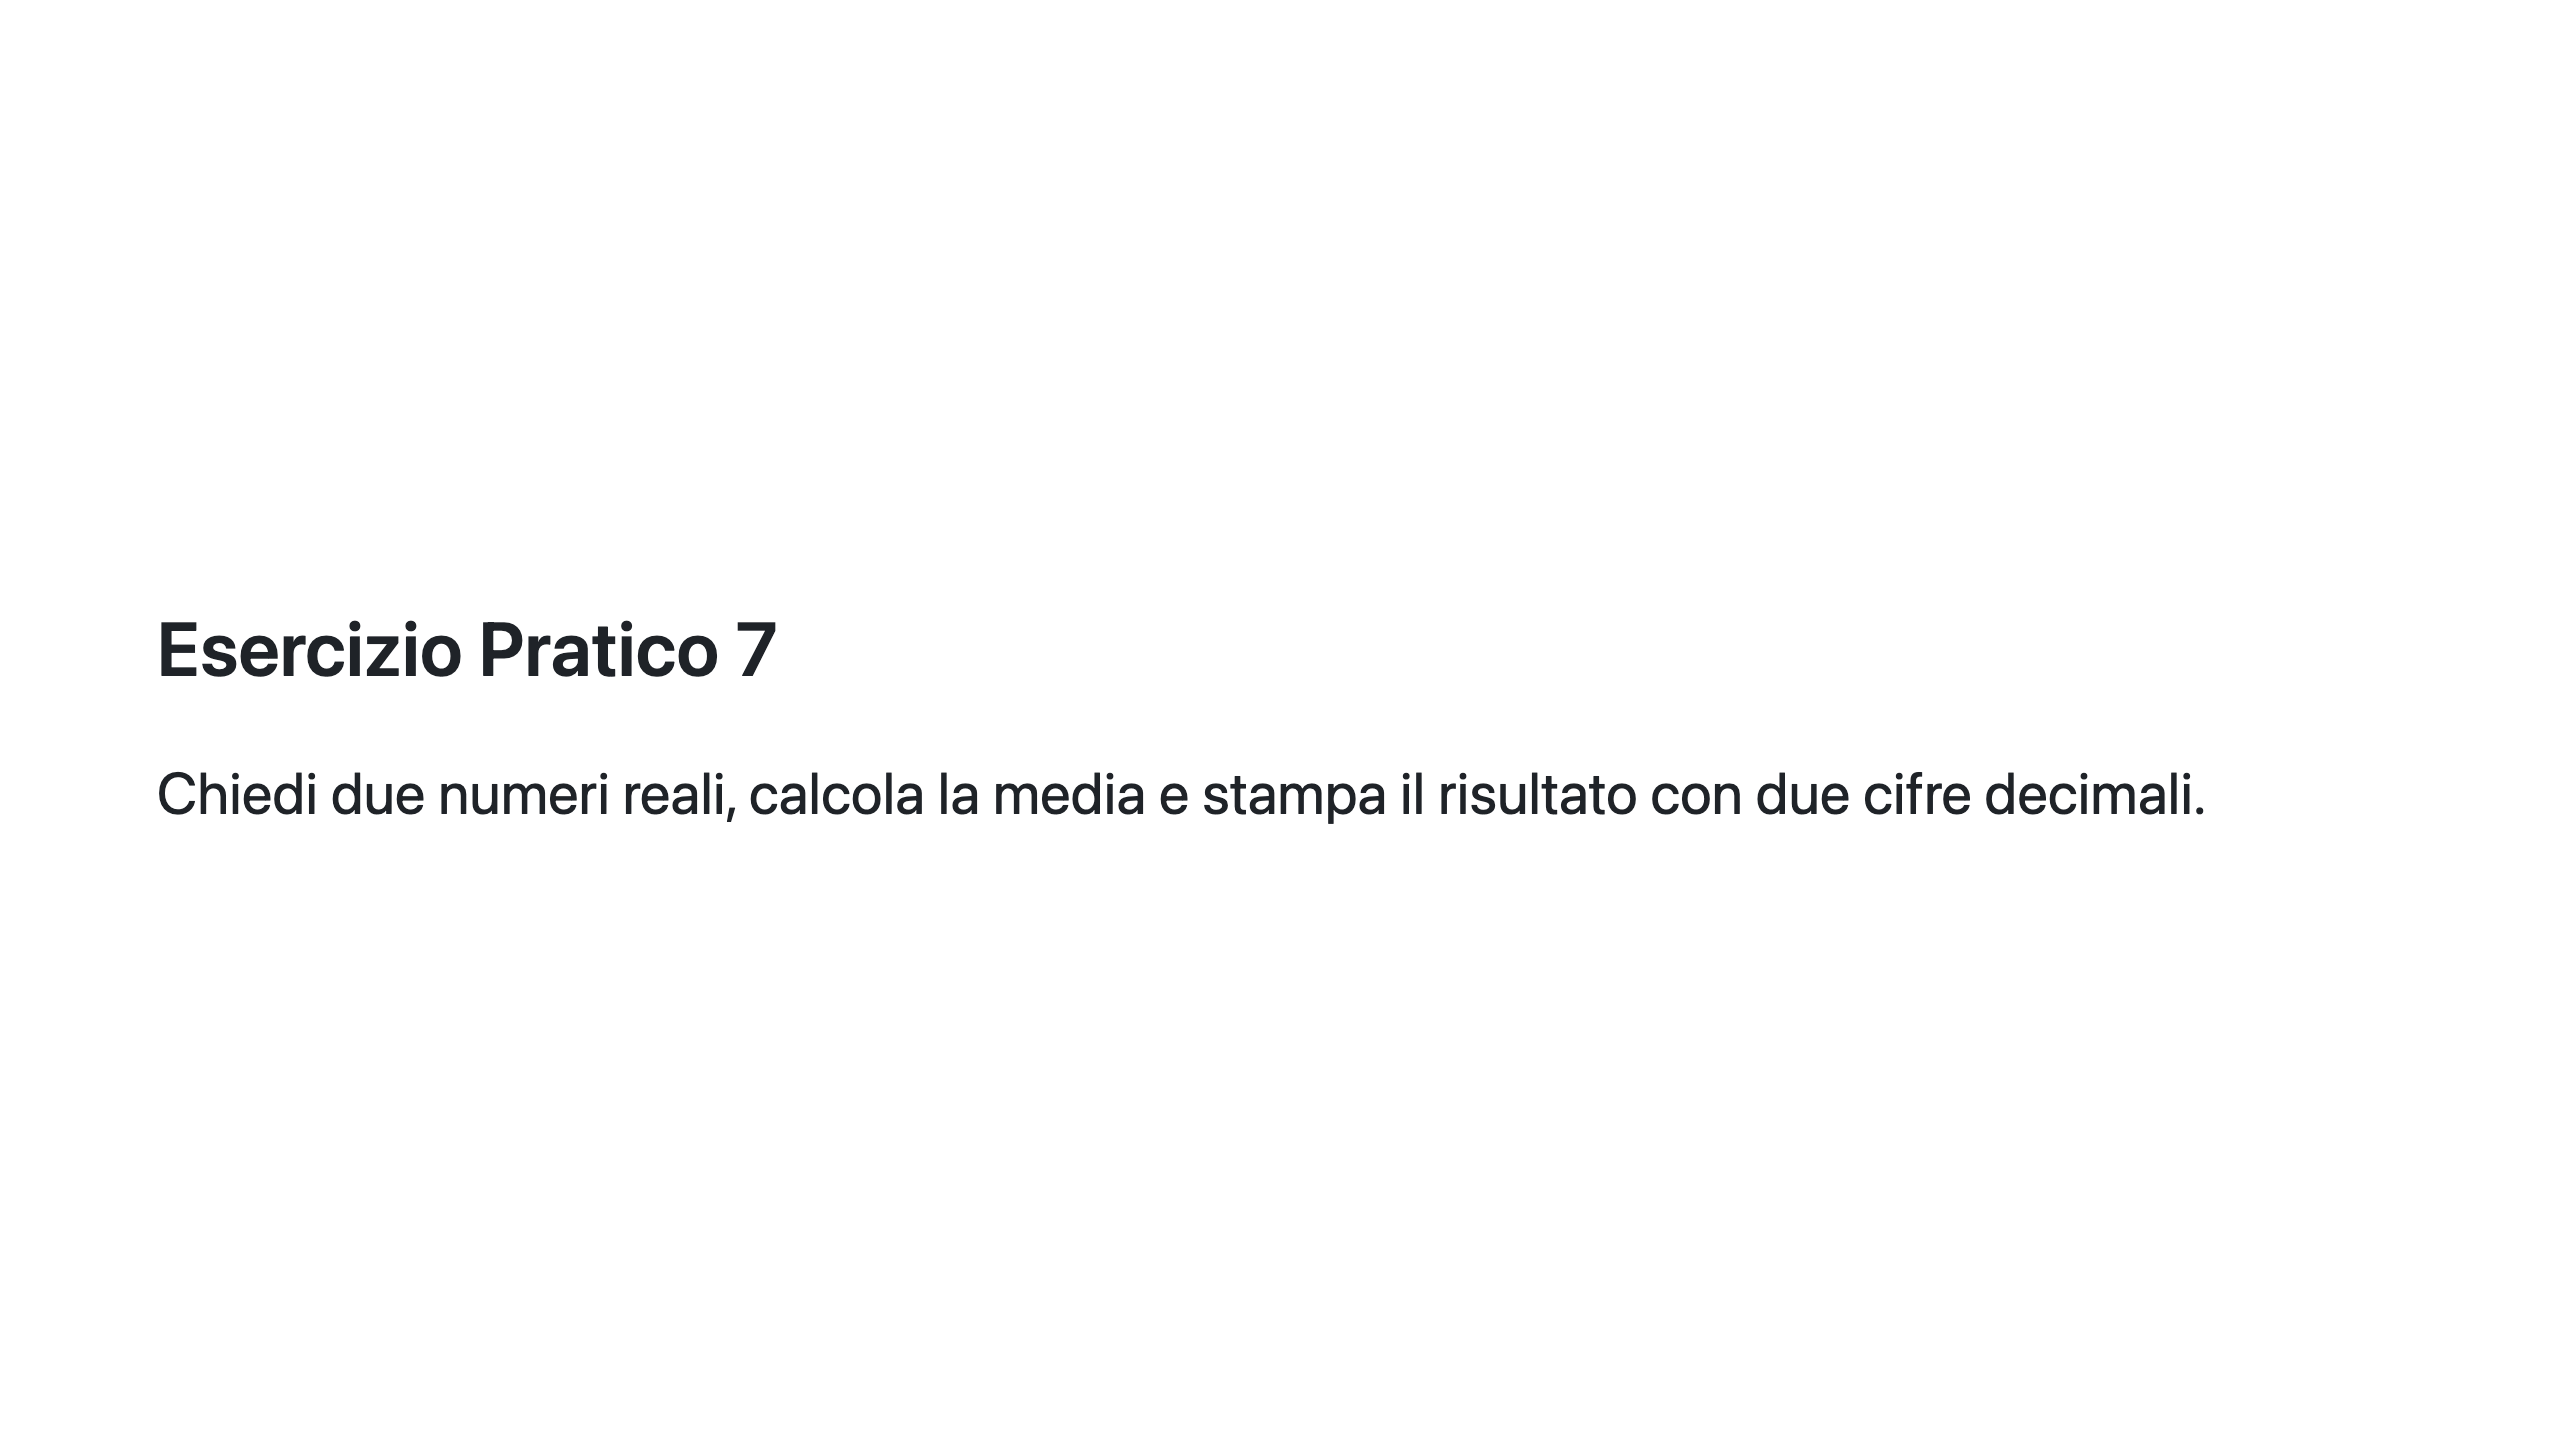 Esercizio Pratico 7
Chiedi due numeri reali, calcola la media e stampa il risultato con due cifre decimali.